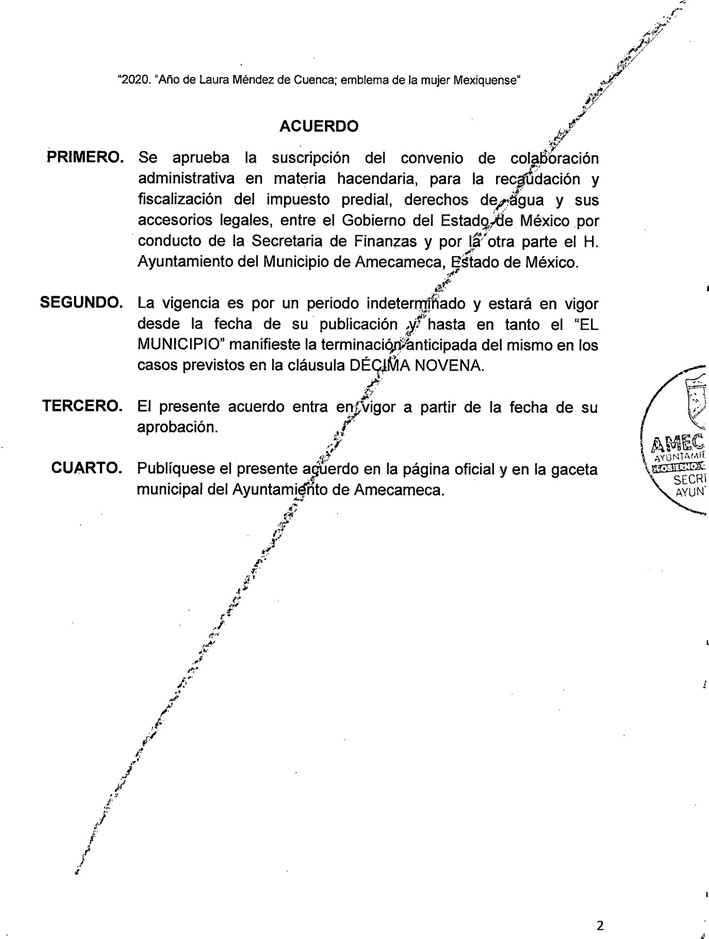 "2020. "Año de Laura Méndez de Cuenca; emblema de la mujer Mexiquense"
ACUERDO
PRIMERO. Se aprueba la suscripción del convenio de colaboración
administrativa en materia hacendaria, para la recaudación y
fiscalización del impuesto predial, derechos de agua y sus
accesorios legales, entre el Gobierno del Estado de México por
conducto de la Secretaria de Finanzas y por la otra parte el H.
Ayuntamiento del Municipio de Amecameca, Estado de México.
SEGUNDO. La vigencia es por un periodo indeterminado y estará en vigor
desde la fecha de su publicación y hasta en tanto el "EL
MUNICIPIO" manifieste la terminación anticipada del mismo en los
casos previstos en la cláusula DÉCIMA NOVENA.
TERCERO. El presente acuerdo entra en vigor a partir de la fecha de su
aprobación.
CUARTO. Publíquese el presente acuerdo en la página oficial y en la gaceta
municipal del Ayuntamiento de Amecameca.
AMEC
AYUNTAMIE
GOBIERNO
SECRE
AYUNT
2